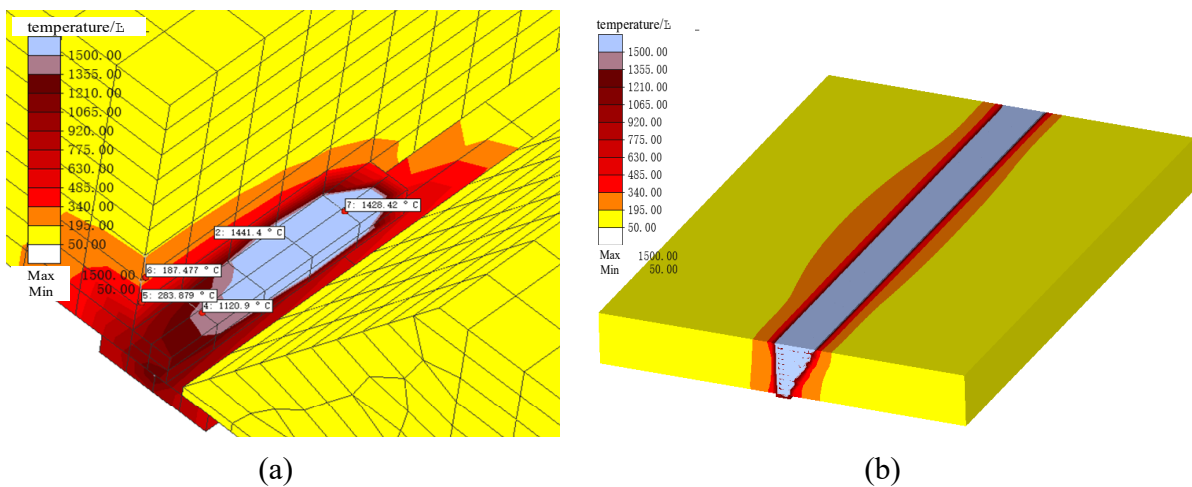 temperature/Ł
1500.00
1355.00
1210.00
1065.00
920.00
775.00
630.00
485.00
340.00
195.00
50.00
Max 1500.00
Min 50.00
7: 1428.42 ° C
2: 1441.4 ° C
6: 187.477 ° C
5: 283.879 ° C
4: 1120.9 ° C
(a)
temperature/Ł
1500.00
1355.00
1210.00
1065.00
920.00
775.00
630.00
485.00
340.00
195.00
50.00
Max 1500.00
Min 50.00
(b)